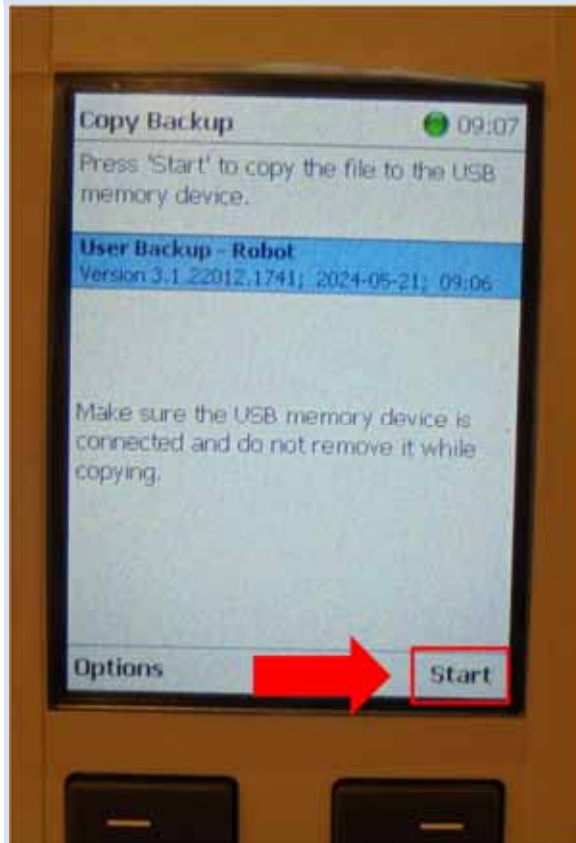 Copy Backup 09:07
Press 'Start' to copy the file to the USB
memory device.
User Backup - Robot
Version 3.1.22012.1741; 2024-05-21; 09:06
Make sure the USB memory device is
connected and do not remove it while
copying.
Options Start